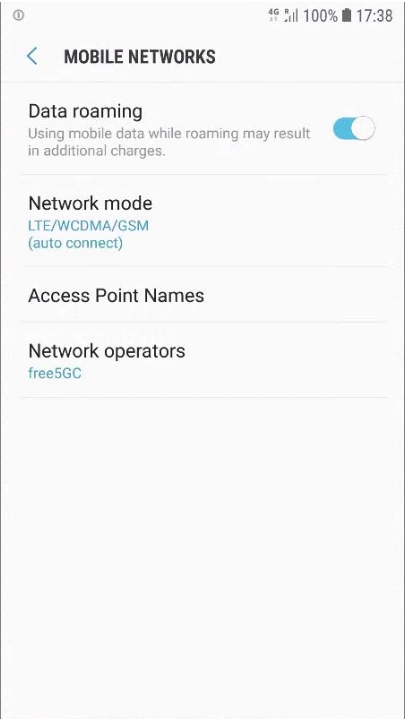 4G R 100% 17:38
MOBILE NETWORKS
Data roaming
Using mobile data while roaming may result
in additional charges.
Network mode
LTE/WCDMA/GSM
(auto connect)
Access Point Names
Network operators
free5GC